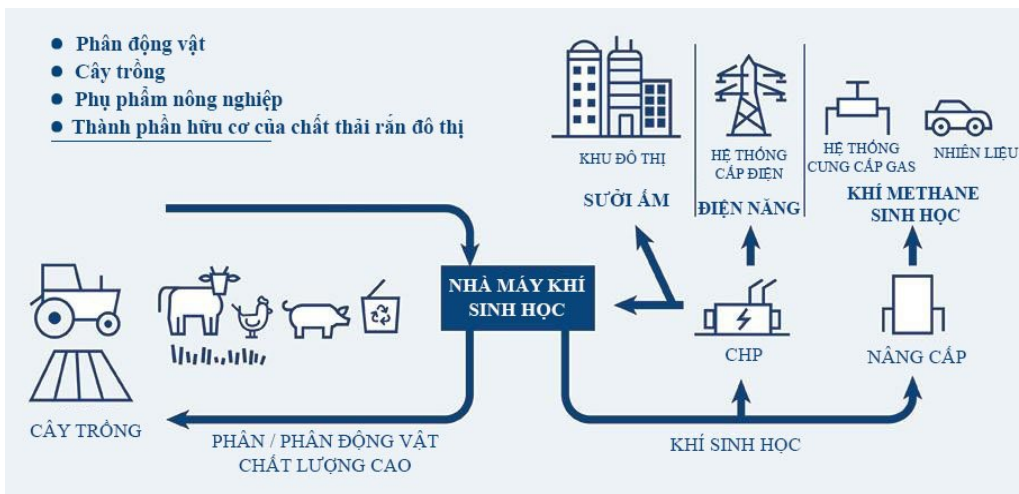 Phân động vật
Cây trồng
Phụ phẩm nông nghiệp
Thành phần hữu cơ của chất thải rắn đô thị
KHU ĐÔ THỊ
SƯỞI ẤM
HỆ THỐNG
CẤP ĐIỆN
ĐIỆN NĂNG
HỆ THỐNG
CUNG CẤP GAS
NHIÊN LIỆU
KHÍ METHANE
SINH HỌC
NHÀ MÁY KHÍ
SINH HỌC
CHP
NÂNG CẤP
CÂY TRỒNG
PHÂN / PHÂN ĐỘNG VẬT
CHẤT LƯỢNG CAO
KHÍ SINH HỌC